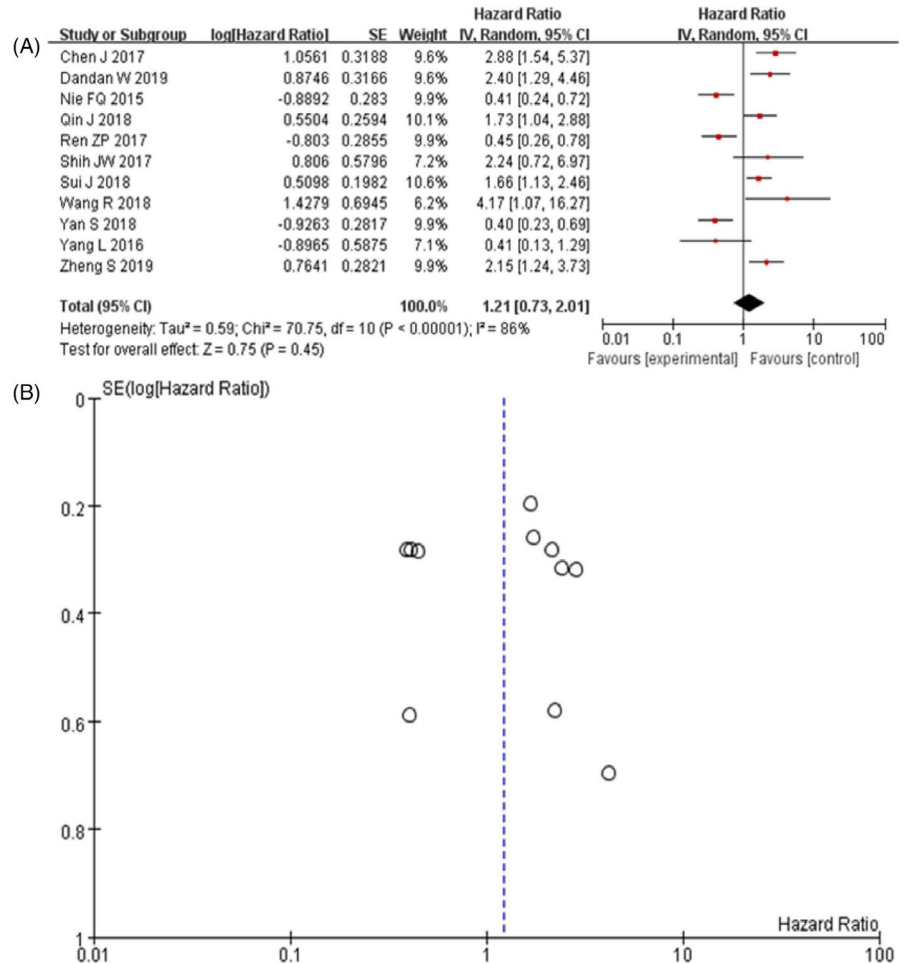 (A)
Hazard Ratio Hazard Ratio
Study or Subgroup log[Hazard Ratio] SE Weight IV, Random, 95% CI IV, Random, 95% CI
Chen J 2017 1.0561 0.3188 9.6% 2.88 [1.54, 5.37]
Dandan W 2019 0.8746 0.3166 9.6% 2.40 [1.29, 4.46]
Nie FQ 2015 -0.8892 0.283 9.9% 0.41 [0.24, 0.72]
Qin J 2018 0.5504 0.2594 10.1% 1.73 [1.04, 2.88]
Ren ZP 2017 -0.803 0.2855 9.9% 0.45 [0.26, 0.78]
Shih JW 2017 0.806 0.5796 7.2% 2.24 [0.72, 6.97]
Sui J 2018 0.5098 0.1982 10.6% 1.66 [1.13, 2.46]
Wang R 2018 1.4279 0.6945 6.2% 4.17 [1.07, 16.27]
Yan S 2018 -0.9263 0.2817 9.9% 0.40 [0.23, 0.69]
Yang L 2016 -0.8965 0.5875 7.1% 0.41 [0.13, 1.29]
Zheng S 2019 0.7641 0.2821 9.9% 2.15 [1.24, 3.73]
Total (95% CI) 100.0% 1.21 [0.73, 2.01]
Heterogeneity: Tau² = 0.59; Chi² = 70.75, df = 10 (P < 0.00001); I² = 86%
Test for overall effect: Z = 0.75 (P = 0.45)
0.01 0.1 1 10 100
Favours [experimental] Favours [control]
(B)
SE(log[Hazard Ratio])
0
0.2
0.4
0.6
0.8
1
Hazard Ratio
0.01 0.1 1 10 100